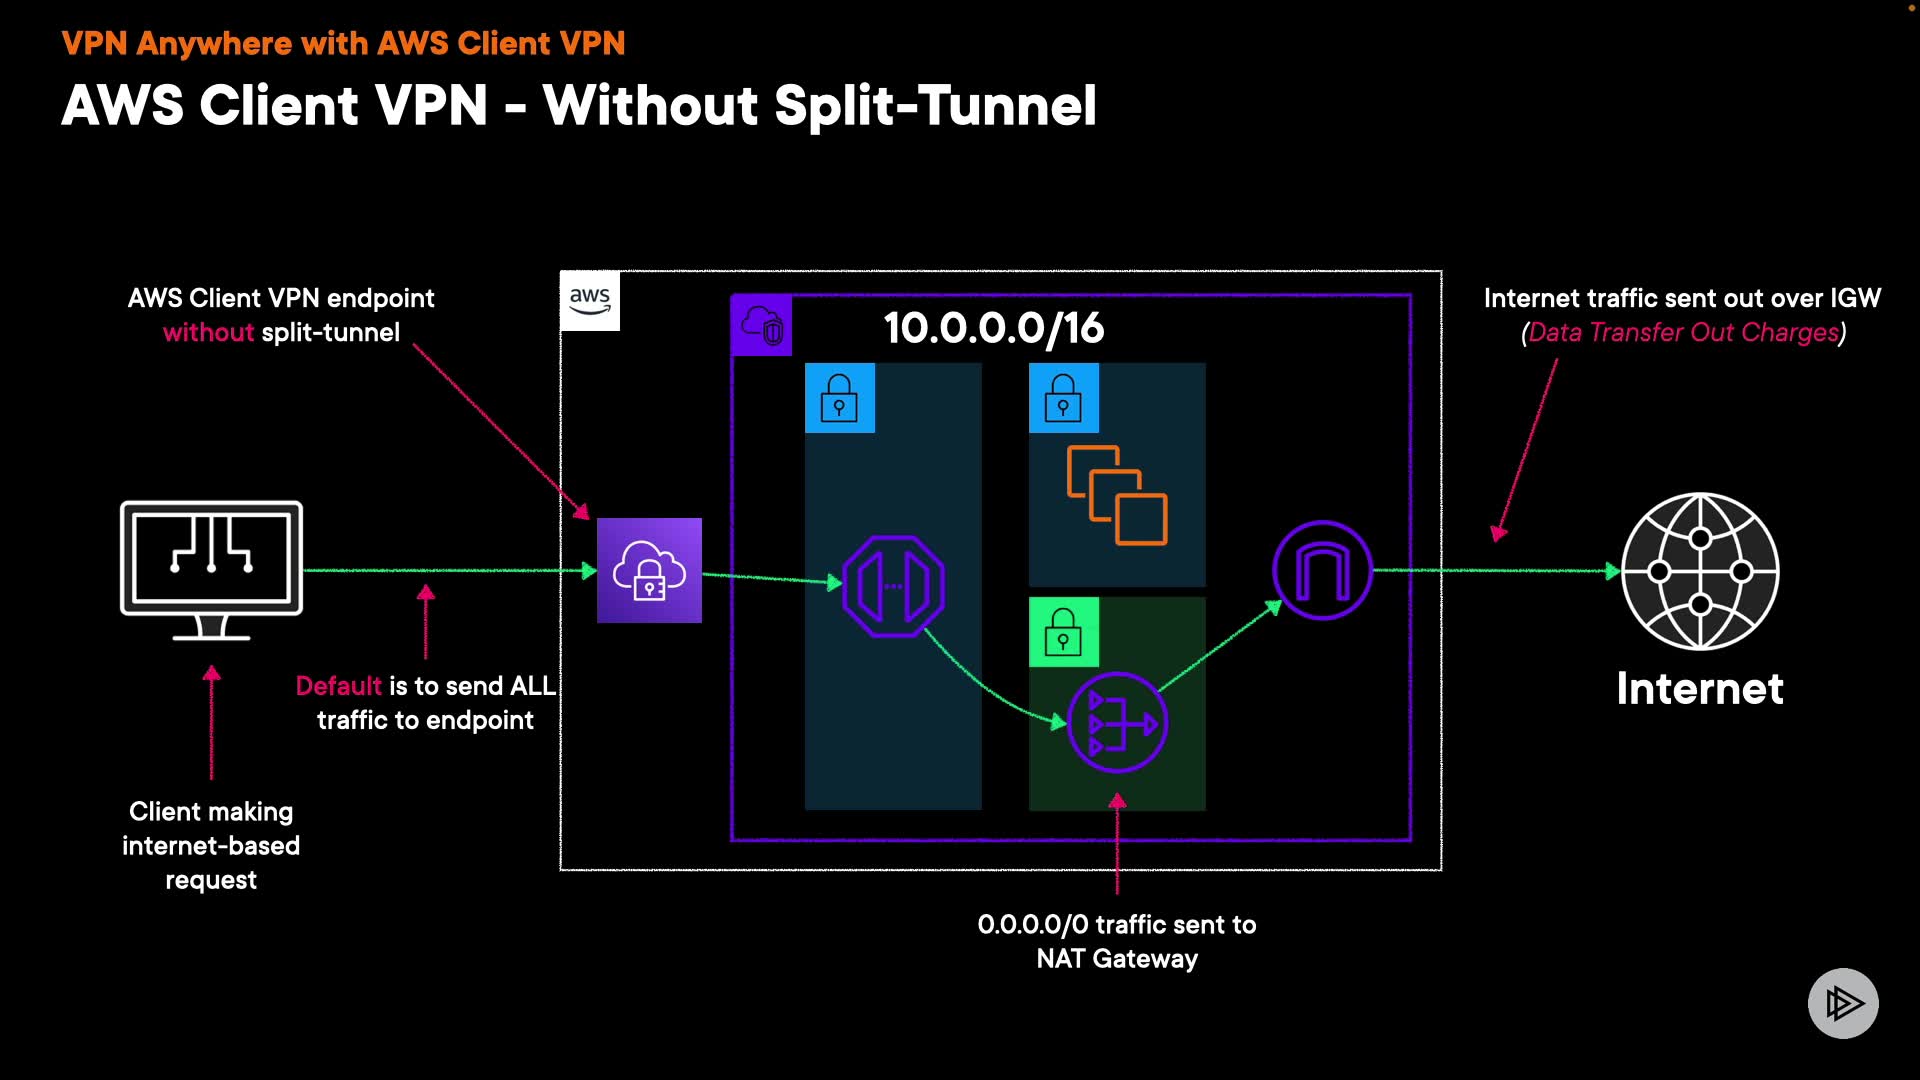 VPN Anywhere with AWS Client VPN
AWS Client VPN - Without Split-Tunnel
AWS Client VPN endpoint
without split-tunnel
aws
10.0.0.0/16
Internet traffic sent out over IGW
(Data Transfer Out Charges)
Default is to send ALL
traffic to endpoint
Internet
Client making
internet-based
request
0.0.0.0/0 traffic sent to
NAT Gateway